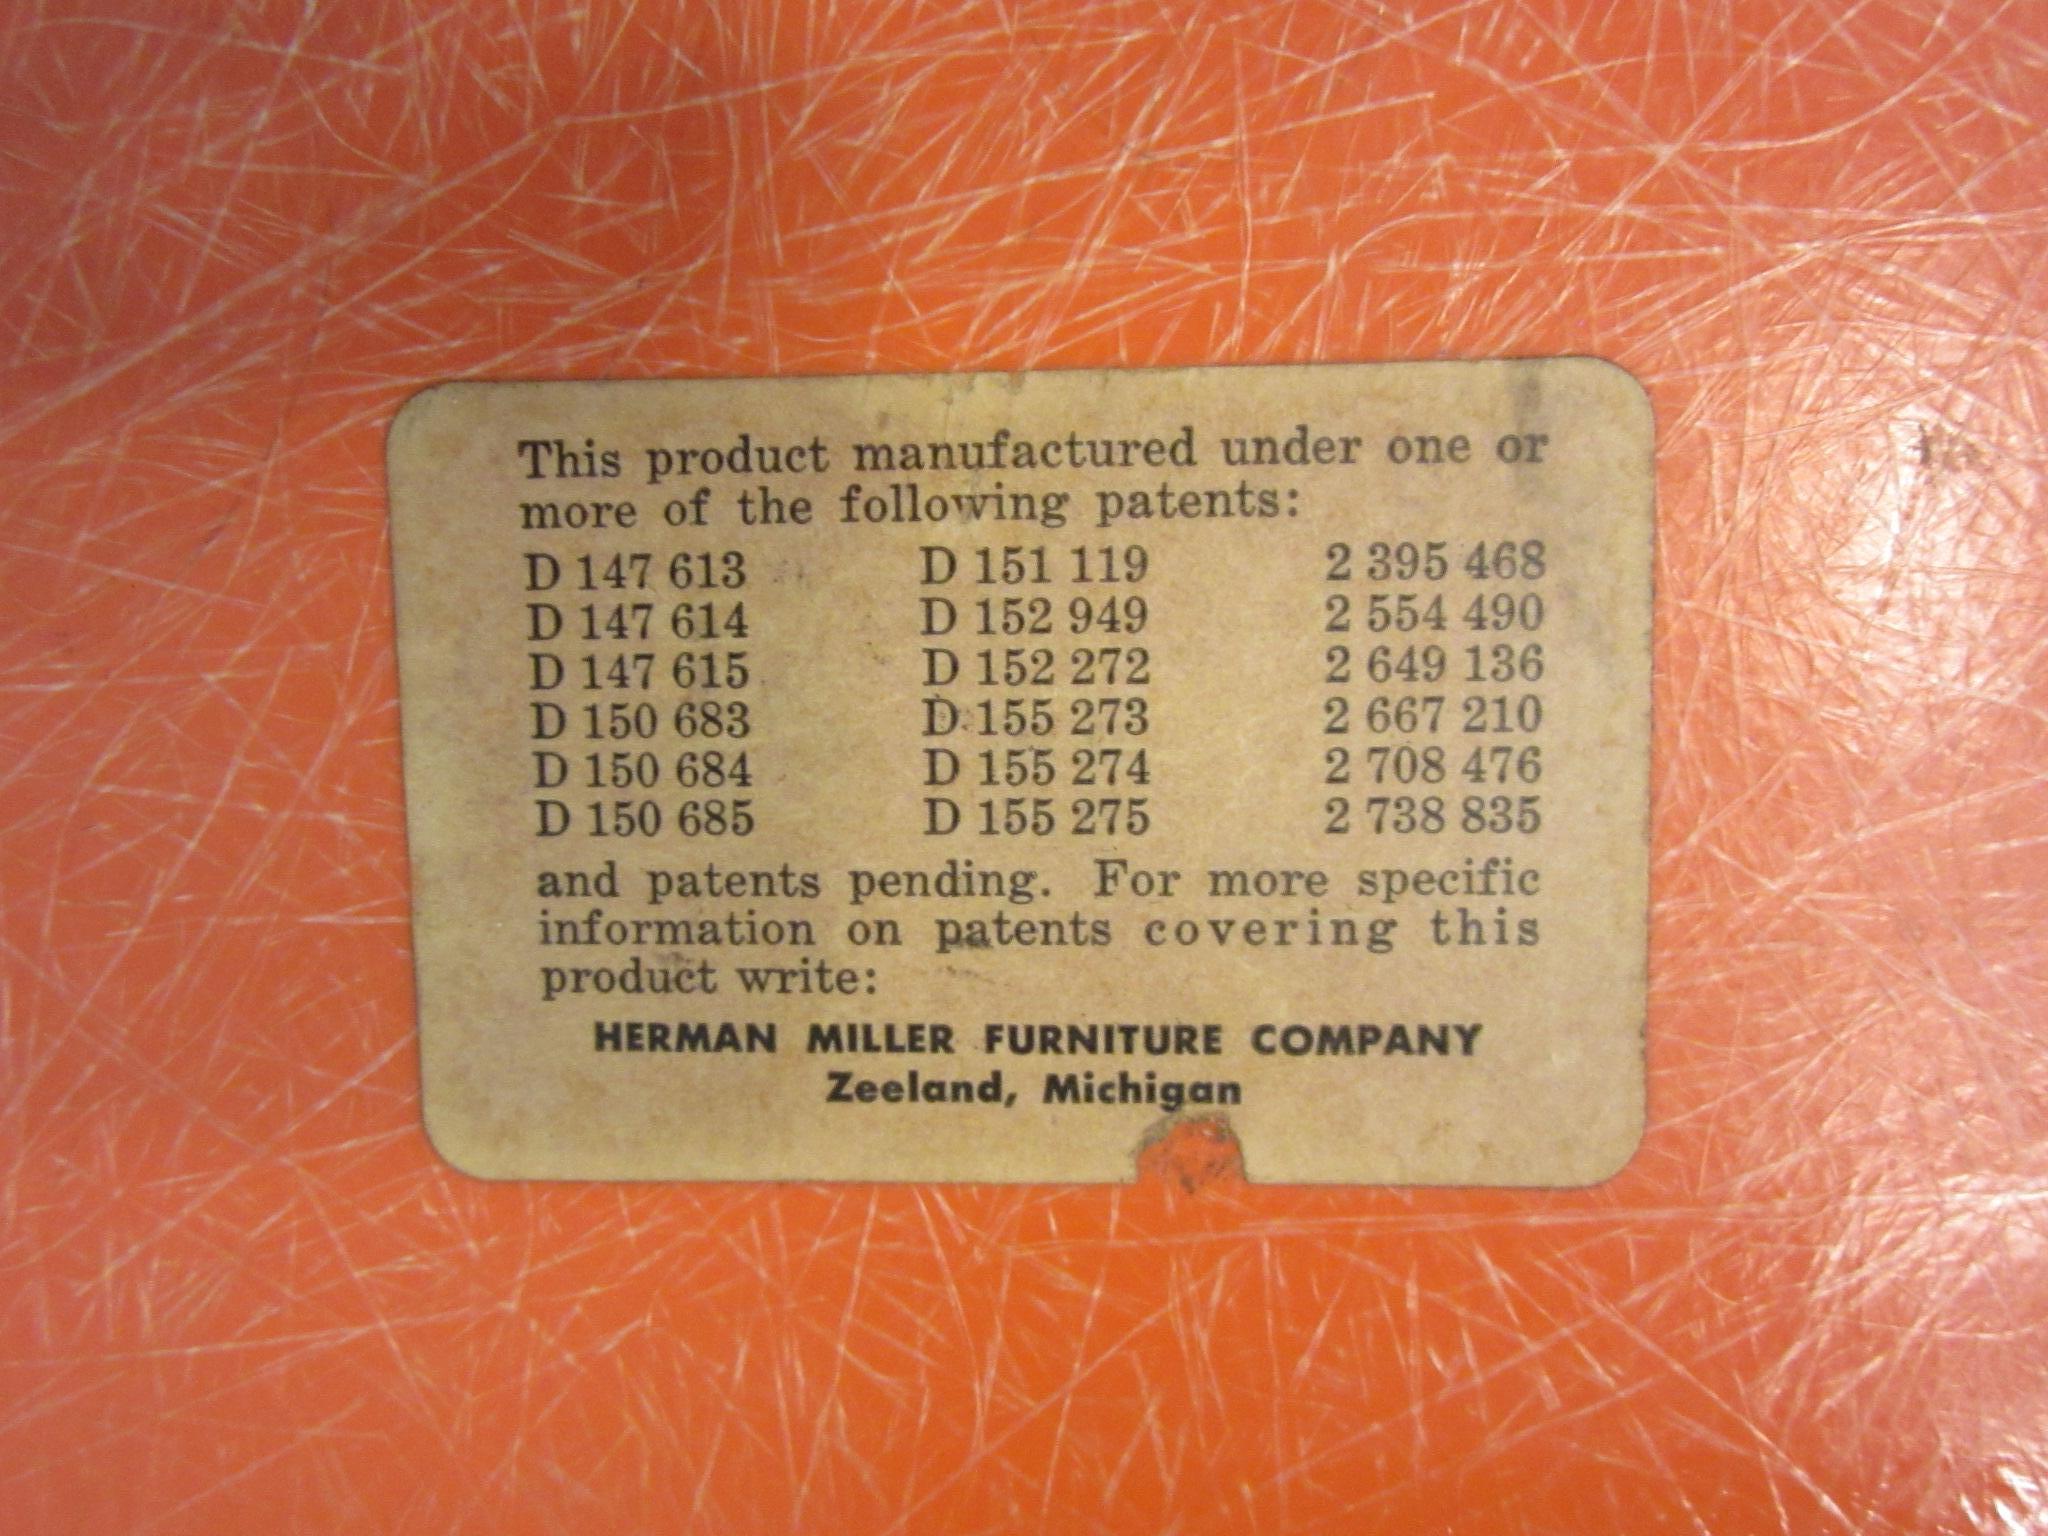 This product manufactured under one or
more of the following patents:
D 147 613 D 151 119 2 395 468
D 147 614 D 152 949 2 554 490
D 147 615 D 152 272 2 649 136
D 150 683 D 155 273 2 667 210
D 150 684 D 155 274 2 708 476
D 150 685 D 155 275 2 738 835
and patents pending. For more specific
information on patents covering this
product write:
HERMAN MILLER FURNITURE COMPANY
Zeeland, Michigan